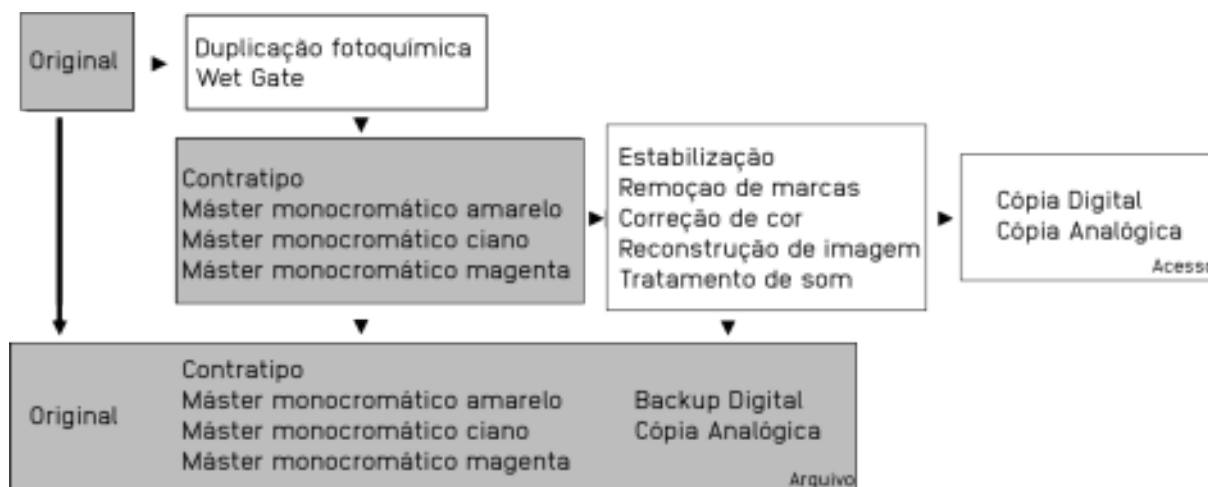 Original
Duplicação fotoquímica
Wet Gate
Contratipo
Máster monocromático amarelo
Máster monocromático ciano
Máster monocromático magenta
Estabilização
Remoçao de marcas
Correção de cor
Reconstrução de imagem
Tratamento de som
Cópia Digital
Cópia Analógica
Acesso
Original
Contratipo
Máster monocromático amarelo
Máster monocromático ciano
Máster monocromático magenta
Backup Digital
Cópia Analógica
Arquivo